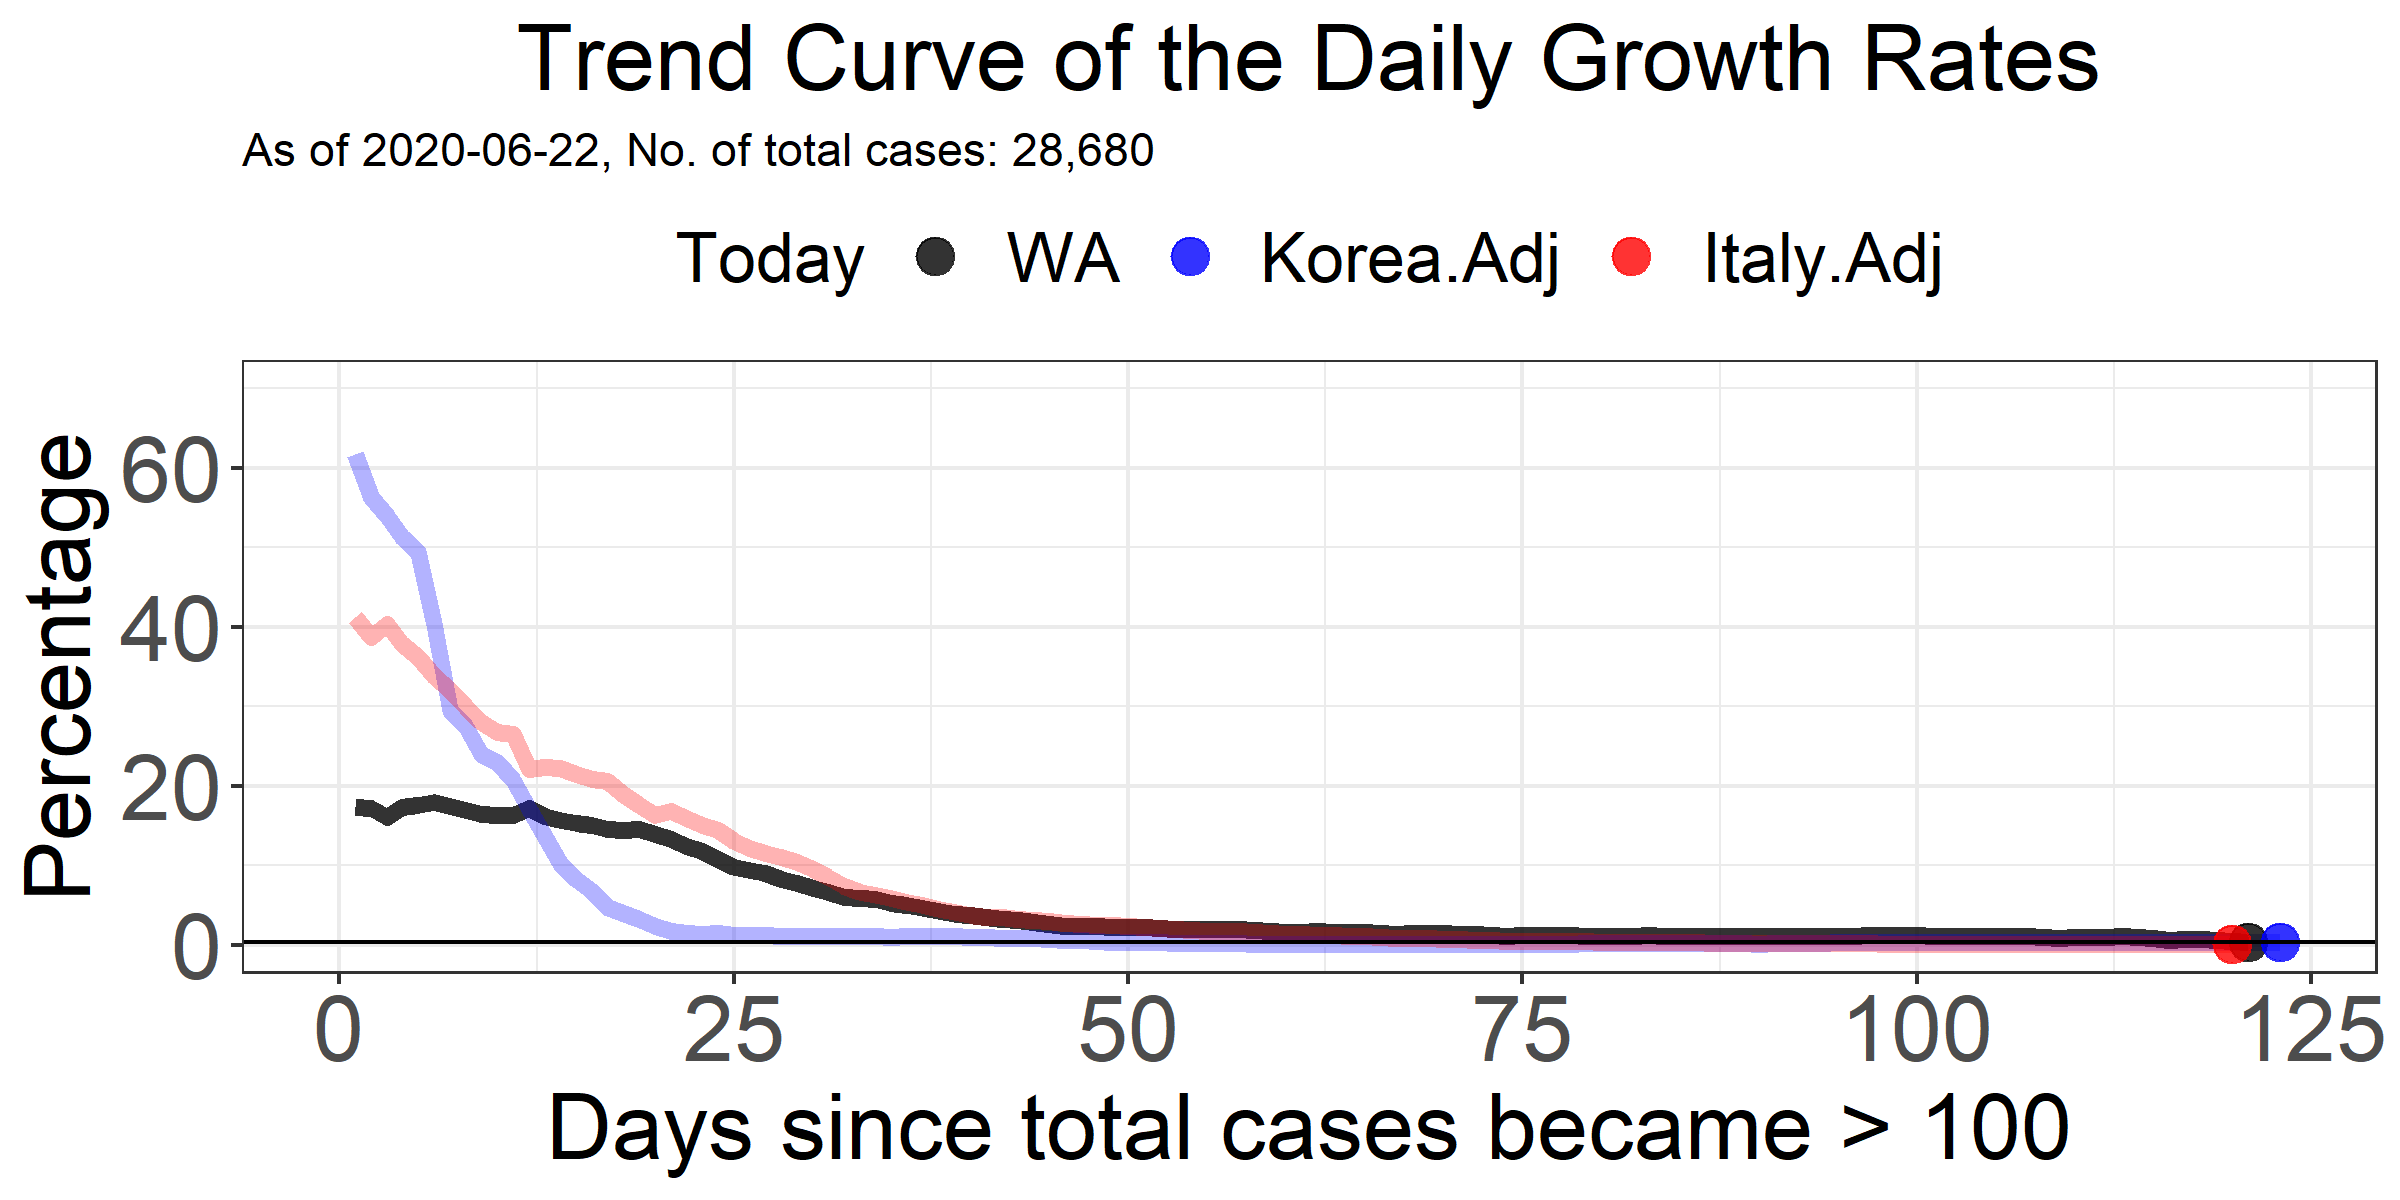 Trend Curve of the Daily Growth Rates
As of 2020-06-22, No. of total cases: 28,680
Today WA Korea.Adj Italy.Adj
Percentage
60
40
20
0
0 25 50 75 100 125
Days since total cases became > 100